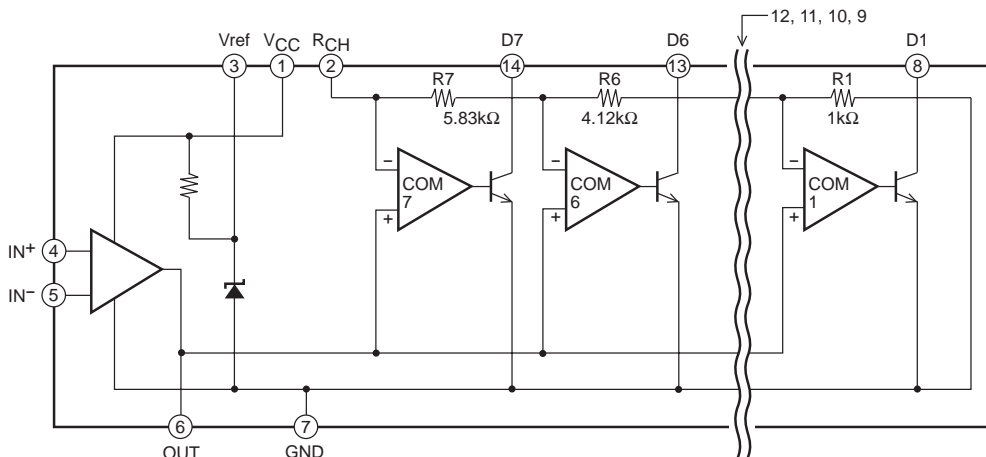 12, 11, 10, 9
Vref VCC RCH D7 D6 D1
3 1 2 14 13 8
R7 R6 R1
5.83kΩ 4.12kΩ 1kΩ
− − −
COM 7
COM 6
COM 1
+ + +
IN+ 4
IN− 5
6 7
OUT GND